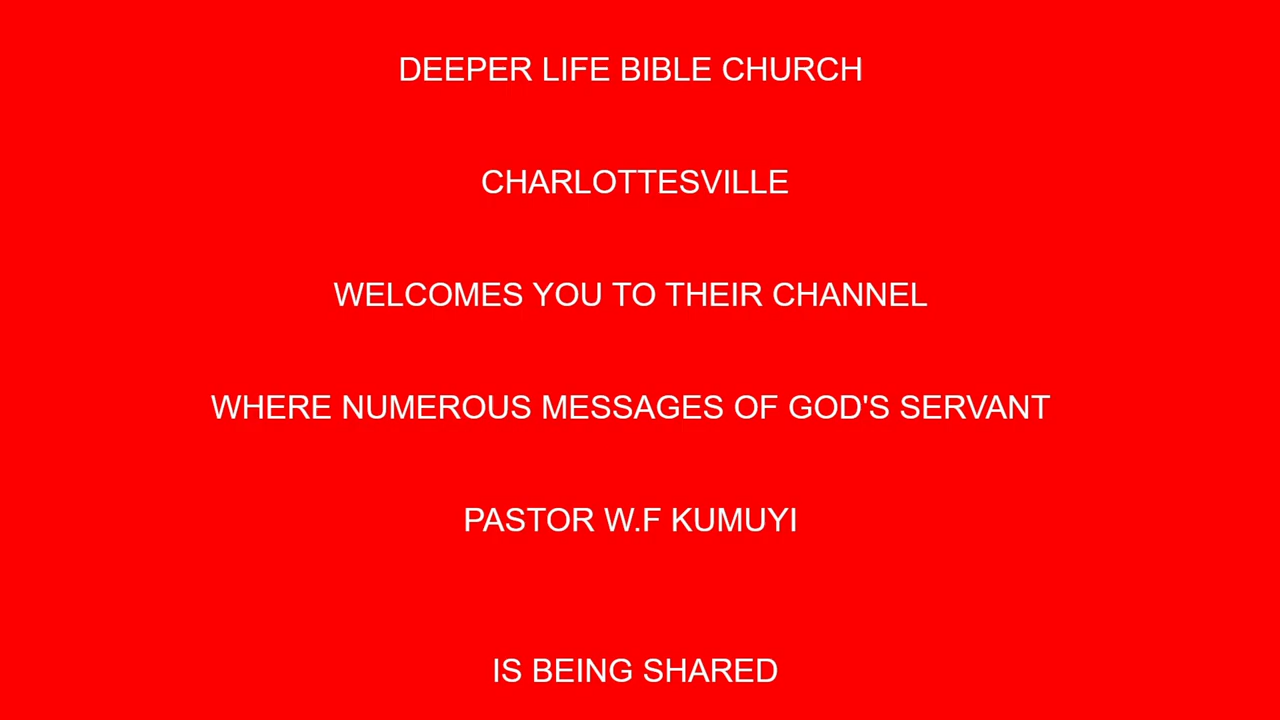 DEEPER LIFE BIBLE CHURCH
CHARLOTTESVILLE
WELCOMES YOU TO THEIR CHANNEL
WHERE NUMEROUS MESSAGES OF GOD'S SERVANT
PASTOR W.F KUMUYI
IS BEING SHARED